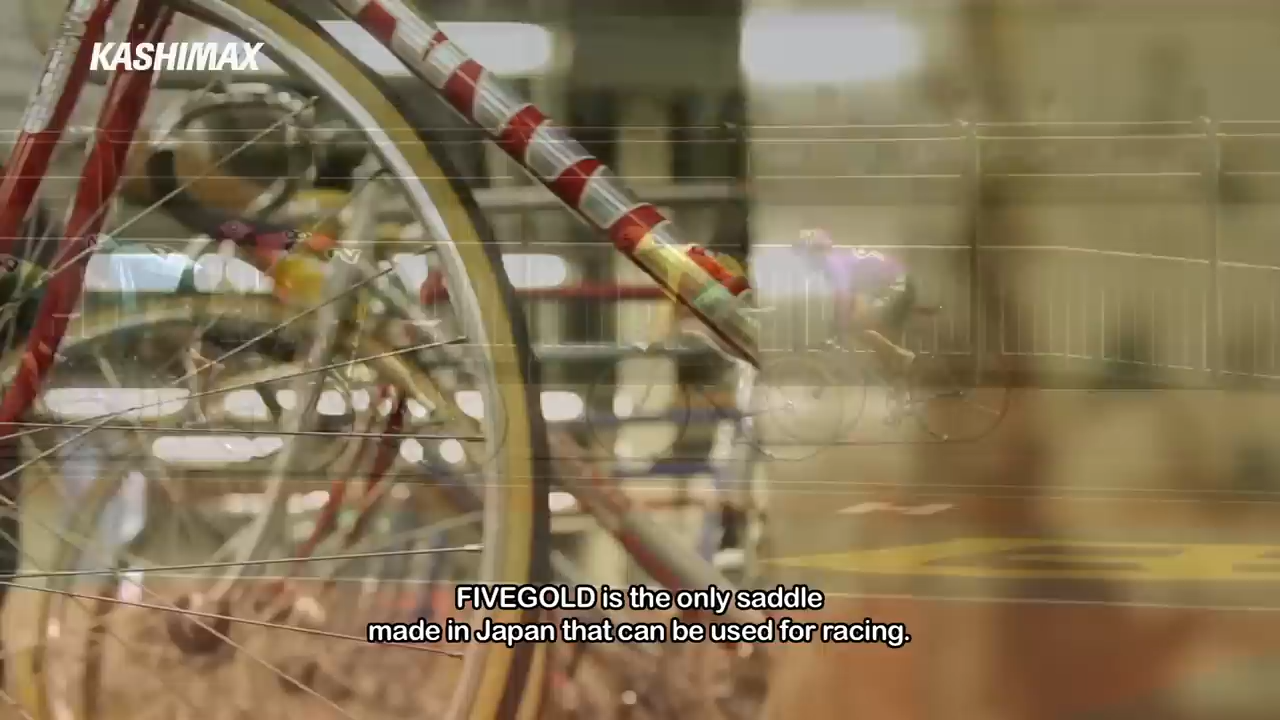 KASHIMAX
FIVEGOLD is the only saddle
made in Japan that can be used for racing.